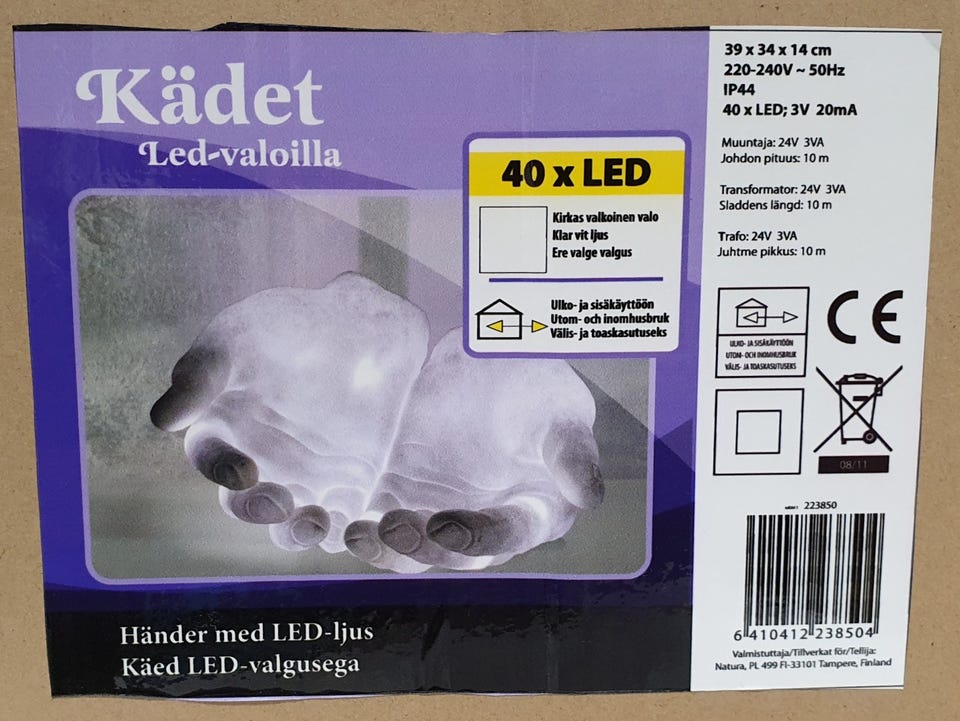 Kädet
Led-valoilla
40 x LED
Kirkas valkoinen valo
Klar vit ljus
Ere valge valgus
Ulko- ja sisäkäyttöön
Utom- och inomhusbruk
Välis- ja toaskasutuseks
Händer med LED-ljus
Käed LED-valgusega
39 x 34 x 14 cm
220-240V ~ 50Hz
IP44
40 x LED; 3V 20mA
Muuntaja: 24V 3VA
Johdon pituus: 10 m
Transformator: 24V 3VA
Sladdens längd: 10 m
Trafo: 24V 3VA
Juhtme pikkus: 10 m
ULKO- JA SISÄKÄYTTÖÖN
UTOM- OCH INOMHUSBRUK
VÄLIS- JA TOASKASUTUSEKS
CE
08/11
223850
6 410412 238504
Valmistuttaja/Tillverkat för/Tellija:
Natura, PL 499 FI-33101 Tampere, Finland